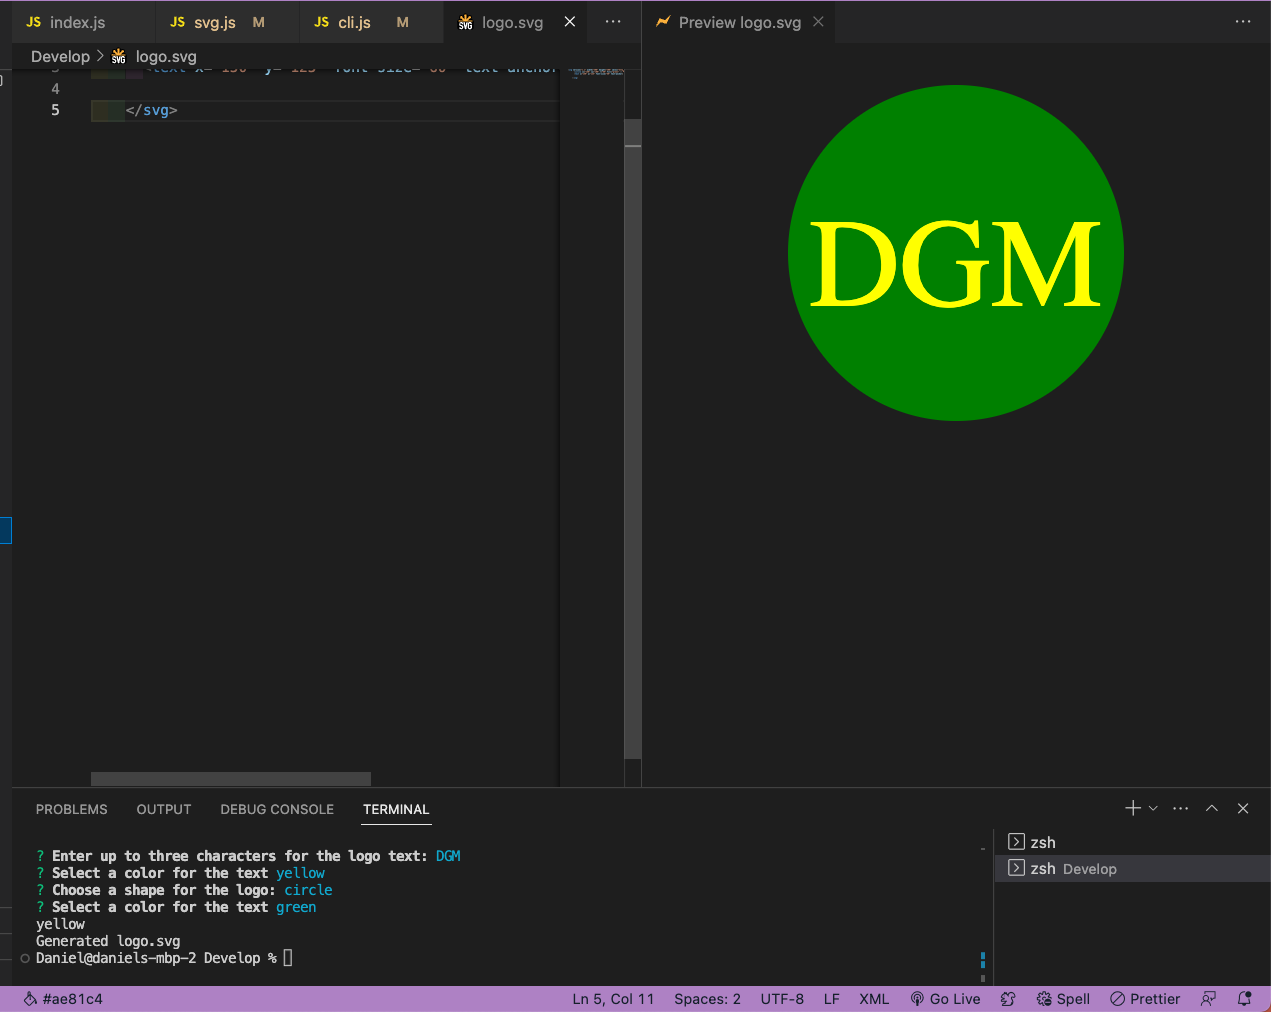 JS index.js JS svg.js M JS cli.js M SVG logo.svg
Preview logo.svg
Develop > SVG logo.svg
4
5 </svg>
DGM
PROBLEMS OUTPUT DEBUG CONSOLE TERMINAL
? Enter up to three characters for the logo text: DGM
? Select a color for the text yellow
? Choose a shape for the logo: circle
? Select a color for the text green
yellow
Generated logo.svg
Daniel@daniels-mbp-2 Develop %
zsh
zsh Develop
#ae81c4 Ln 5, Col 11 Spaces: 2 UTF-8 LF XML Go Live Spell Prettier